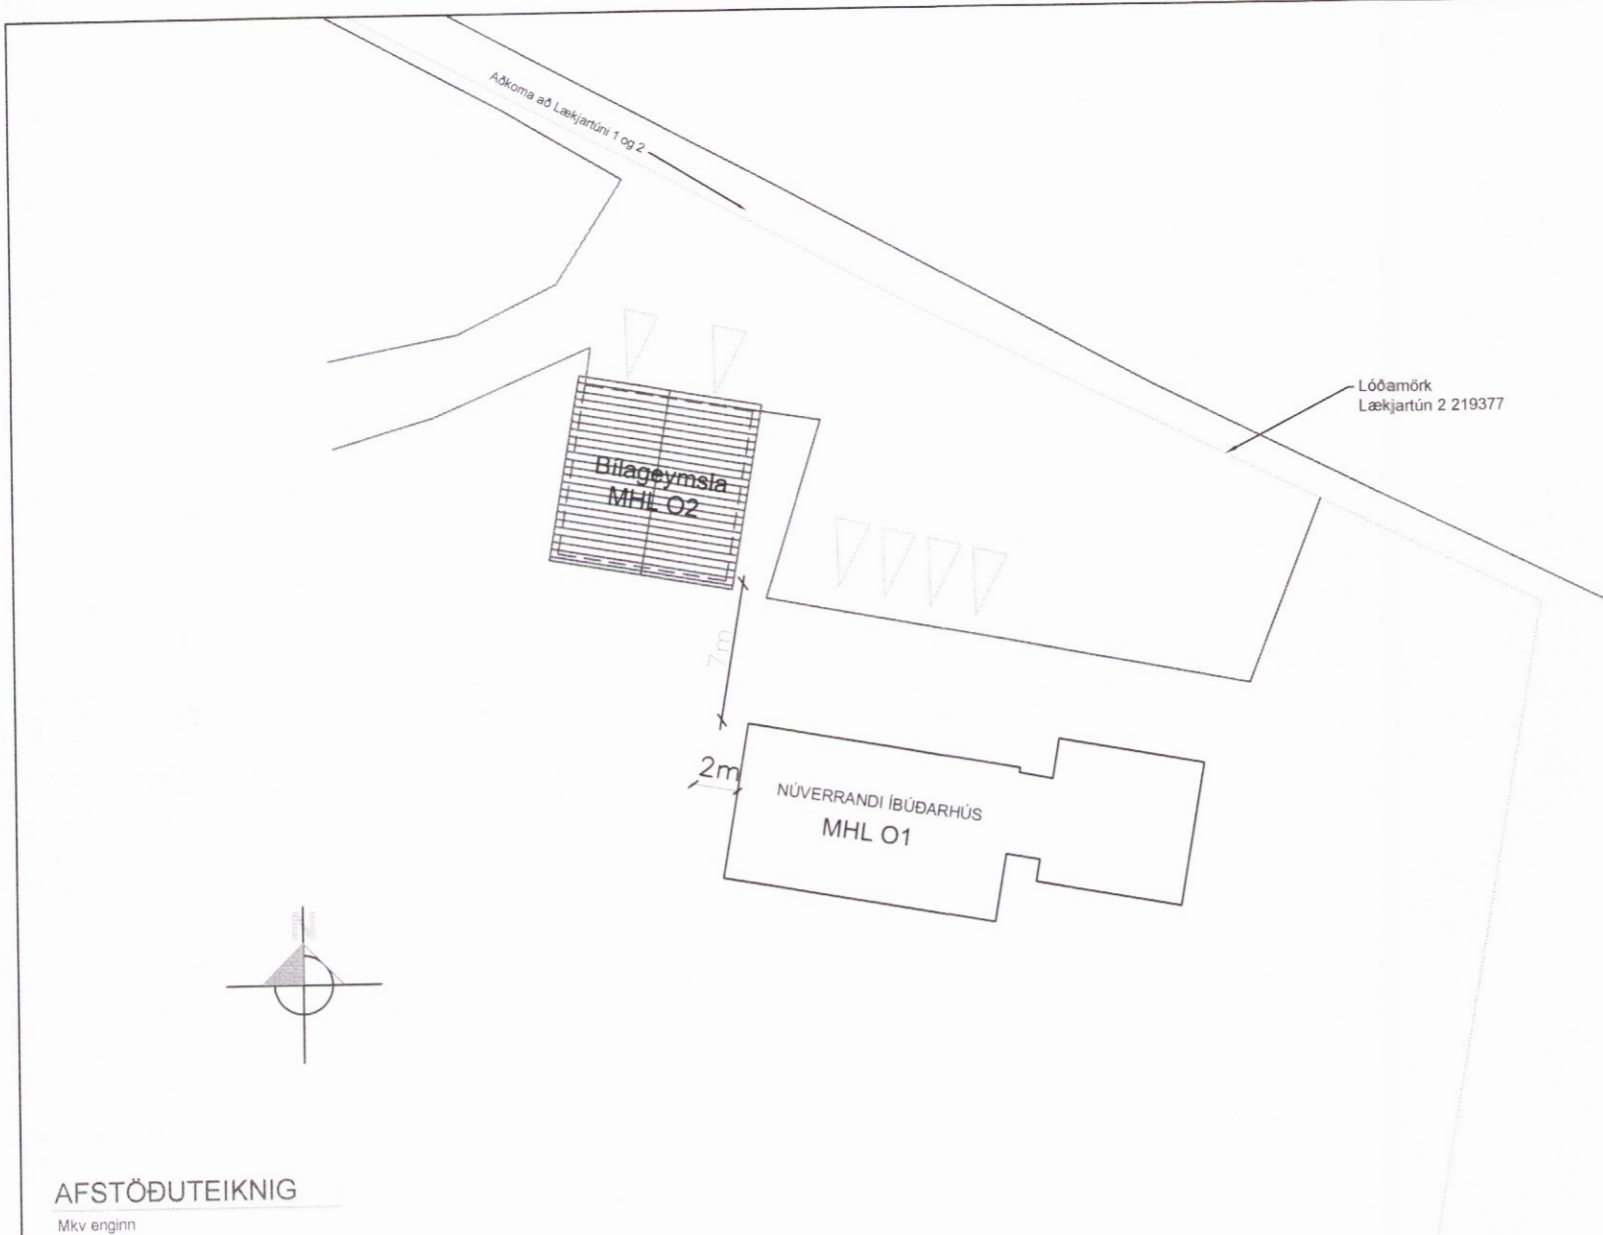 Aðkoma að Lækjartúni 1 og 2
Lóðamörk
Lækjartún 2 219377
Bílageymsla
MHL O2
7m
2m
NÚVERRANDI ÍBÚÐARHÚS
MHL O1
AFSTÖÐUTEIKNIG
Mkv enginn